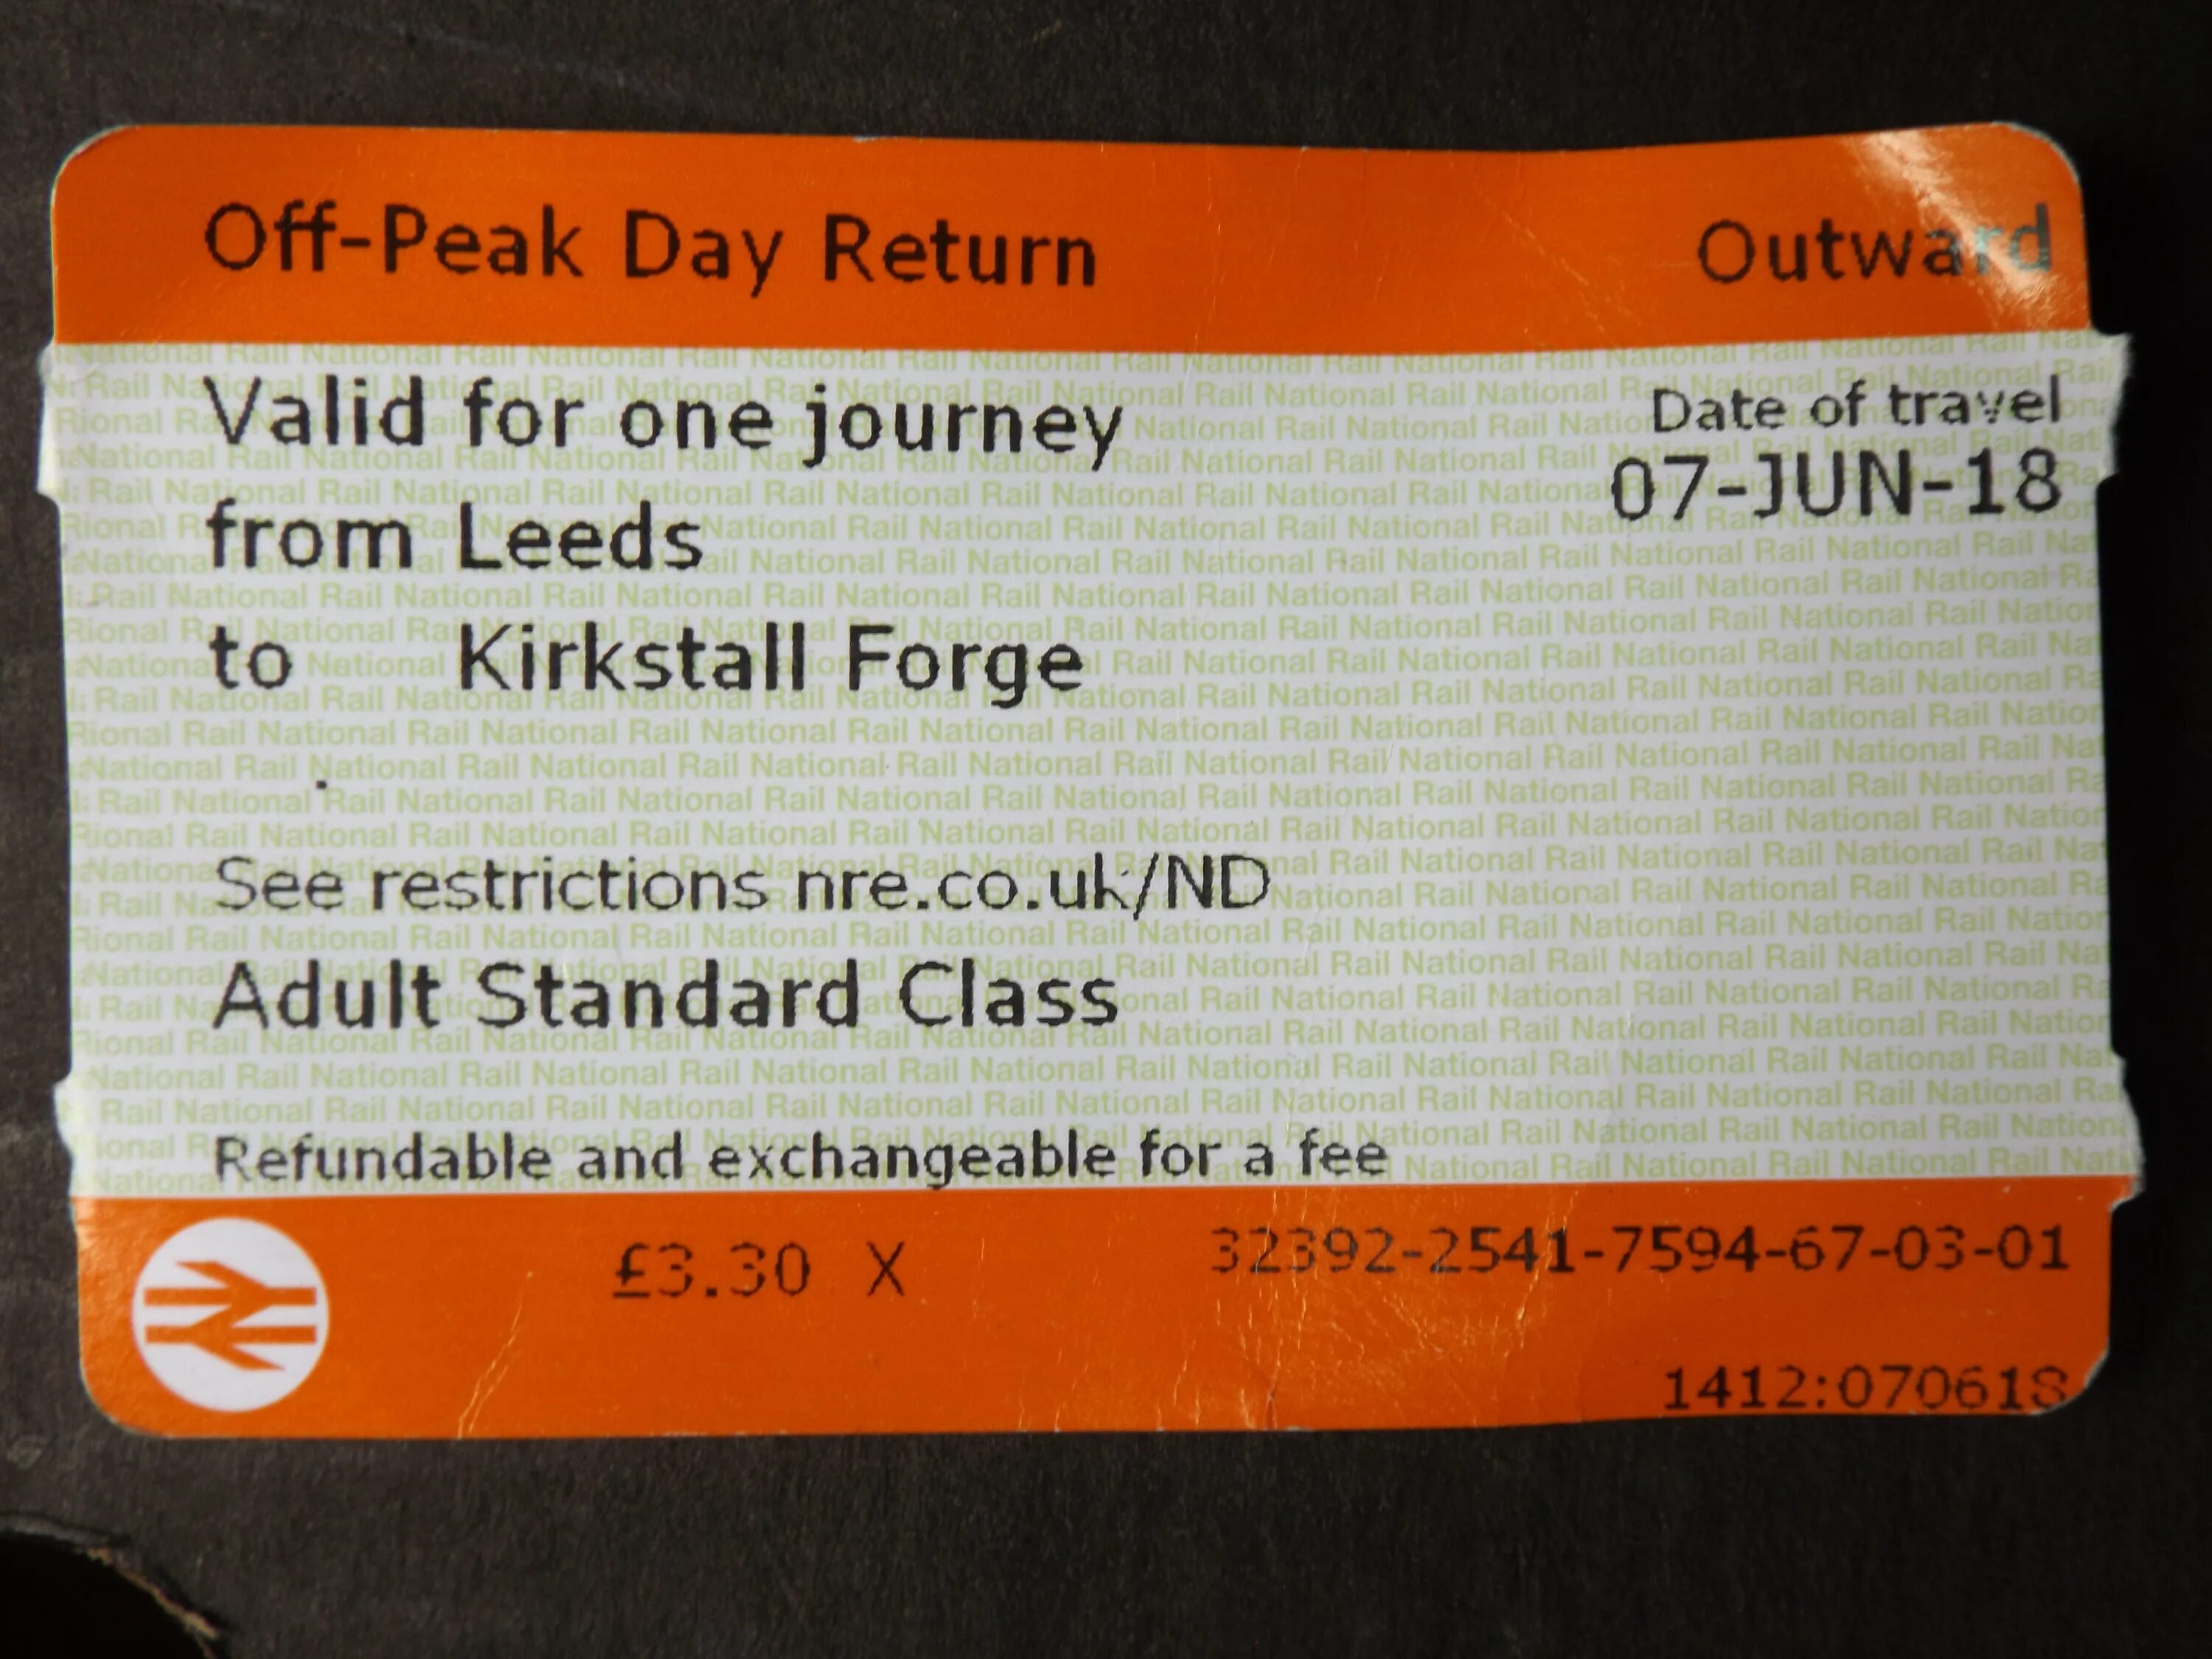 Off-Peak Day Return Outward
Valid for one journey Date of travel
from Leeds 07-JUN-18
to Kirkstall Forge
See restrictions nre.co.uk/ND
Adult Standard Class
Refundable and exchangeable for a fee
£3.30 X 32392-2541-7594-67-03-01
1412:070618